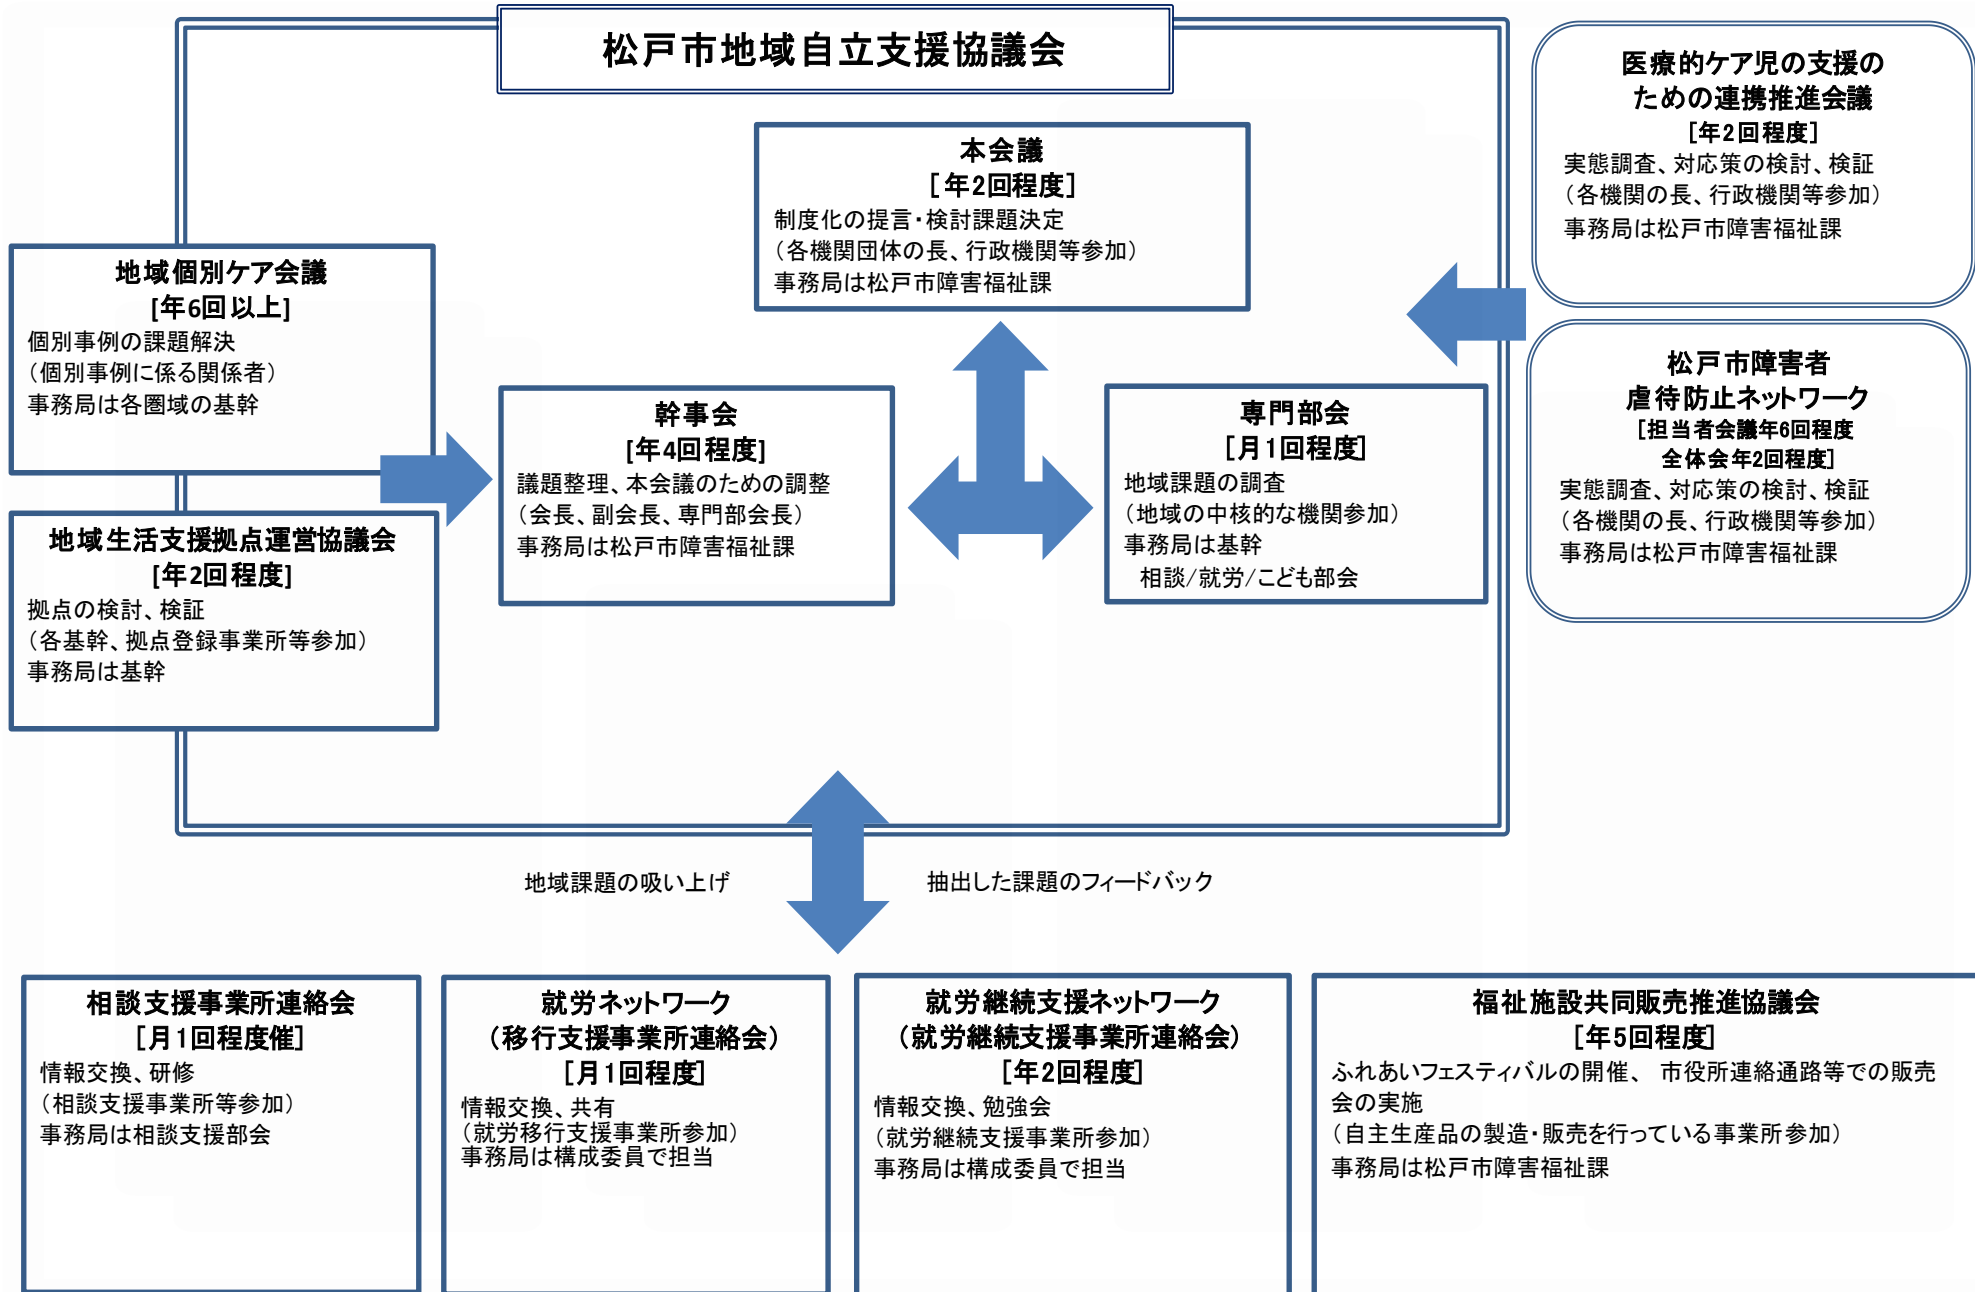 松戸市地域自立支援協議会
医療的ケア児の支援の
ための連携推進会議
[年2回程度]
実態調査、対応策の検討、検証
（各機関の長、行政機関等参加）
事務局は松戸市障害福祉課
本会議
[年2回程度]
制度化の提言・検討課題決定
（各機関団体の長、行政機関等参加）
事務局は松戸市障害福祉課
地域個別ケア会議
[年6回以上]
個別事例の課題解決
（個別事例に係る関係者）
事務局は各圏域の基幹
松戸市障害者
虐待防止ネットワーク
[担当者会議年6回程度
全体会年2回程度]
実態調査、対応策の検討、検証
（各機関の長、行政機関等参加）
事務局は松戸市障害福祉課
幹事会
[年4回程度]
議題整理、本会議のための調整
（会長、副会長、専門部会長）
事務局は松戸市障害福祉課
専門部会
[月1回程度]
地域課題の調査
（地域の中核的な機関参加）
事務局は基幹
相談/就労/こども部会
地域生活支援拠点運営協議会
[年2回程度]
拠点の検討、検証
（各基幹、拠点登録事業所等参加）
事務局は基幹
地域課題の吸い上げ
抽出した課題のフィードバック
相談支援事業所連絡会
[月1回程度催]
情報交換、研修
（相談支援事業所等参加）
事務局は相談支援部会
就労ネットワーク
（移行支援事業所連絡会）
[月1回程度]
情報交換、共有
（就労移行支援事業所参加）
事務局は構成委員で担当
就労継続支援ネットワーク
（就労継続支援事業所連絡会）
[年2回程度]
情報交換、勉強会
（就労継続支援事業所参加）
事務局は構成委員で担当
福祉施設共同販売推進協議会
[年5回程度]
ふれあいフェスティバルの開催、 市役所連絡通路等での販売
会の実施
（自主生産品の製造・販売を行っている事業所参加）
事務局は松戸市障害福祉課